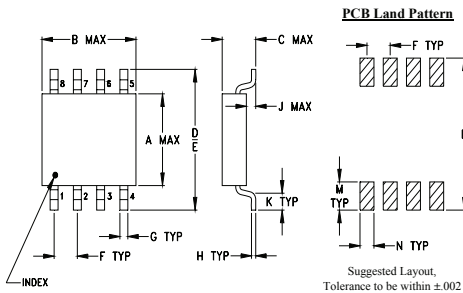 PCB Land Pattern
B MAX
C MAX
F TYP
8 7 6 5
J MAX
A MAX
D
E
K TYP
M
TYP
1 2 3 4
G TYP
F TYP
H TYP
N TYP
INDEX
Suggested Layout,
Tolerance to be within ±.002